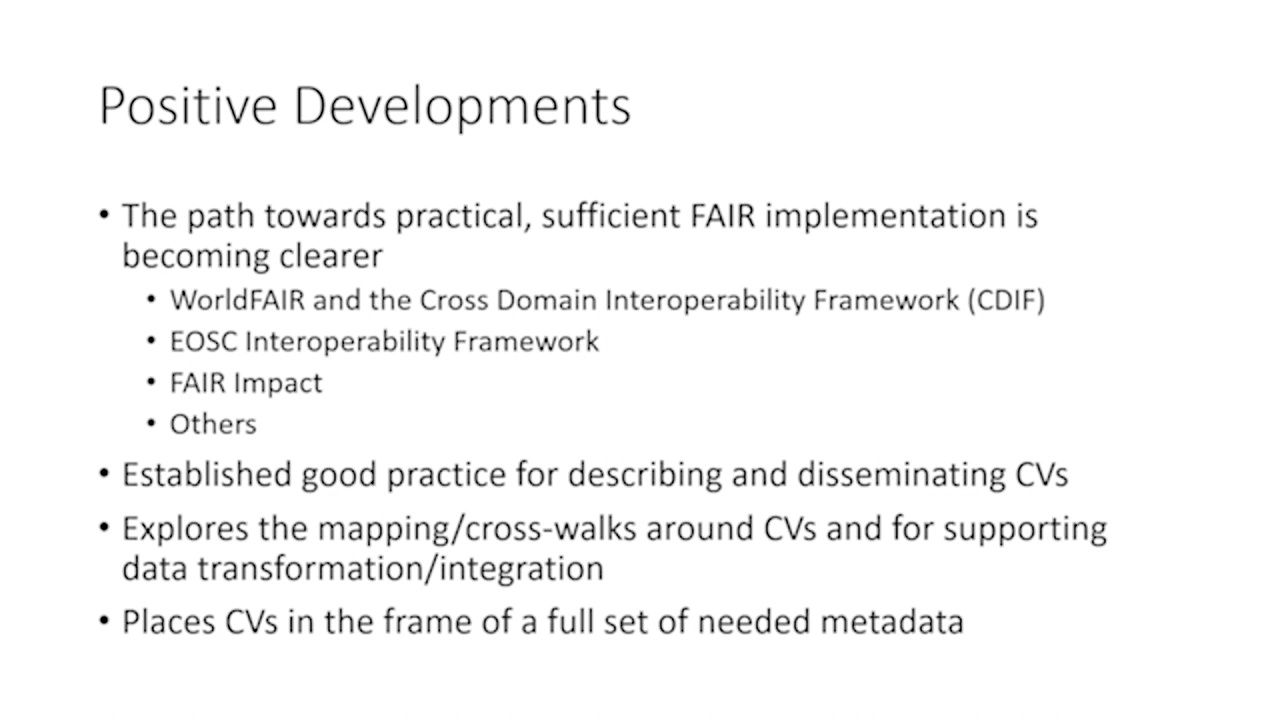 Positive Developments
• The path towards practical, sufficient FAIR implementation is
becoming clearer
• WorldFAIR and the Cross Domain Interoperability Framework (CDIF)
• EOSC Interoperability Framework
• FAIR Impact
• Others
• Established good practice for describing and disseminating CVs
• Explores the mapping/cross-walks around CVs and for supporting
data transformation/integration
• Places CVs in the frame of a full set of needed metadata